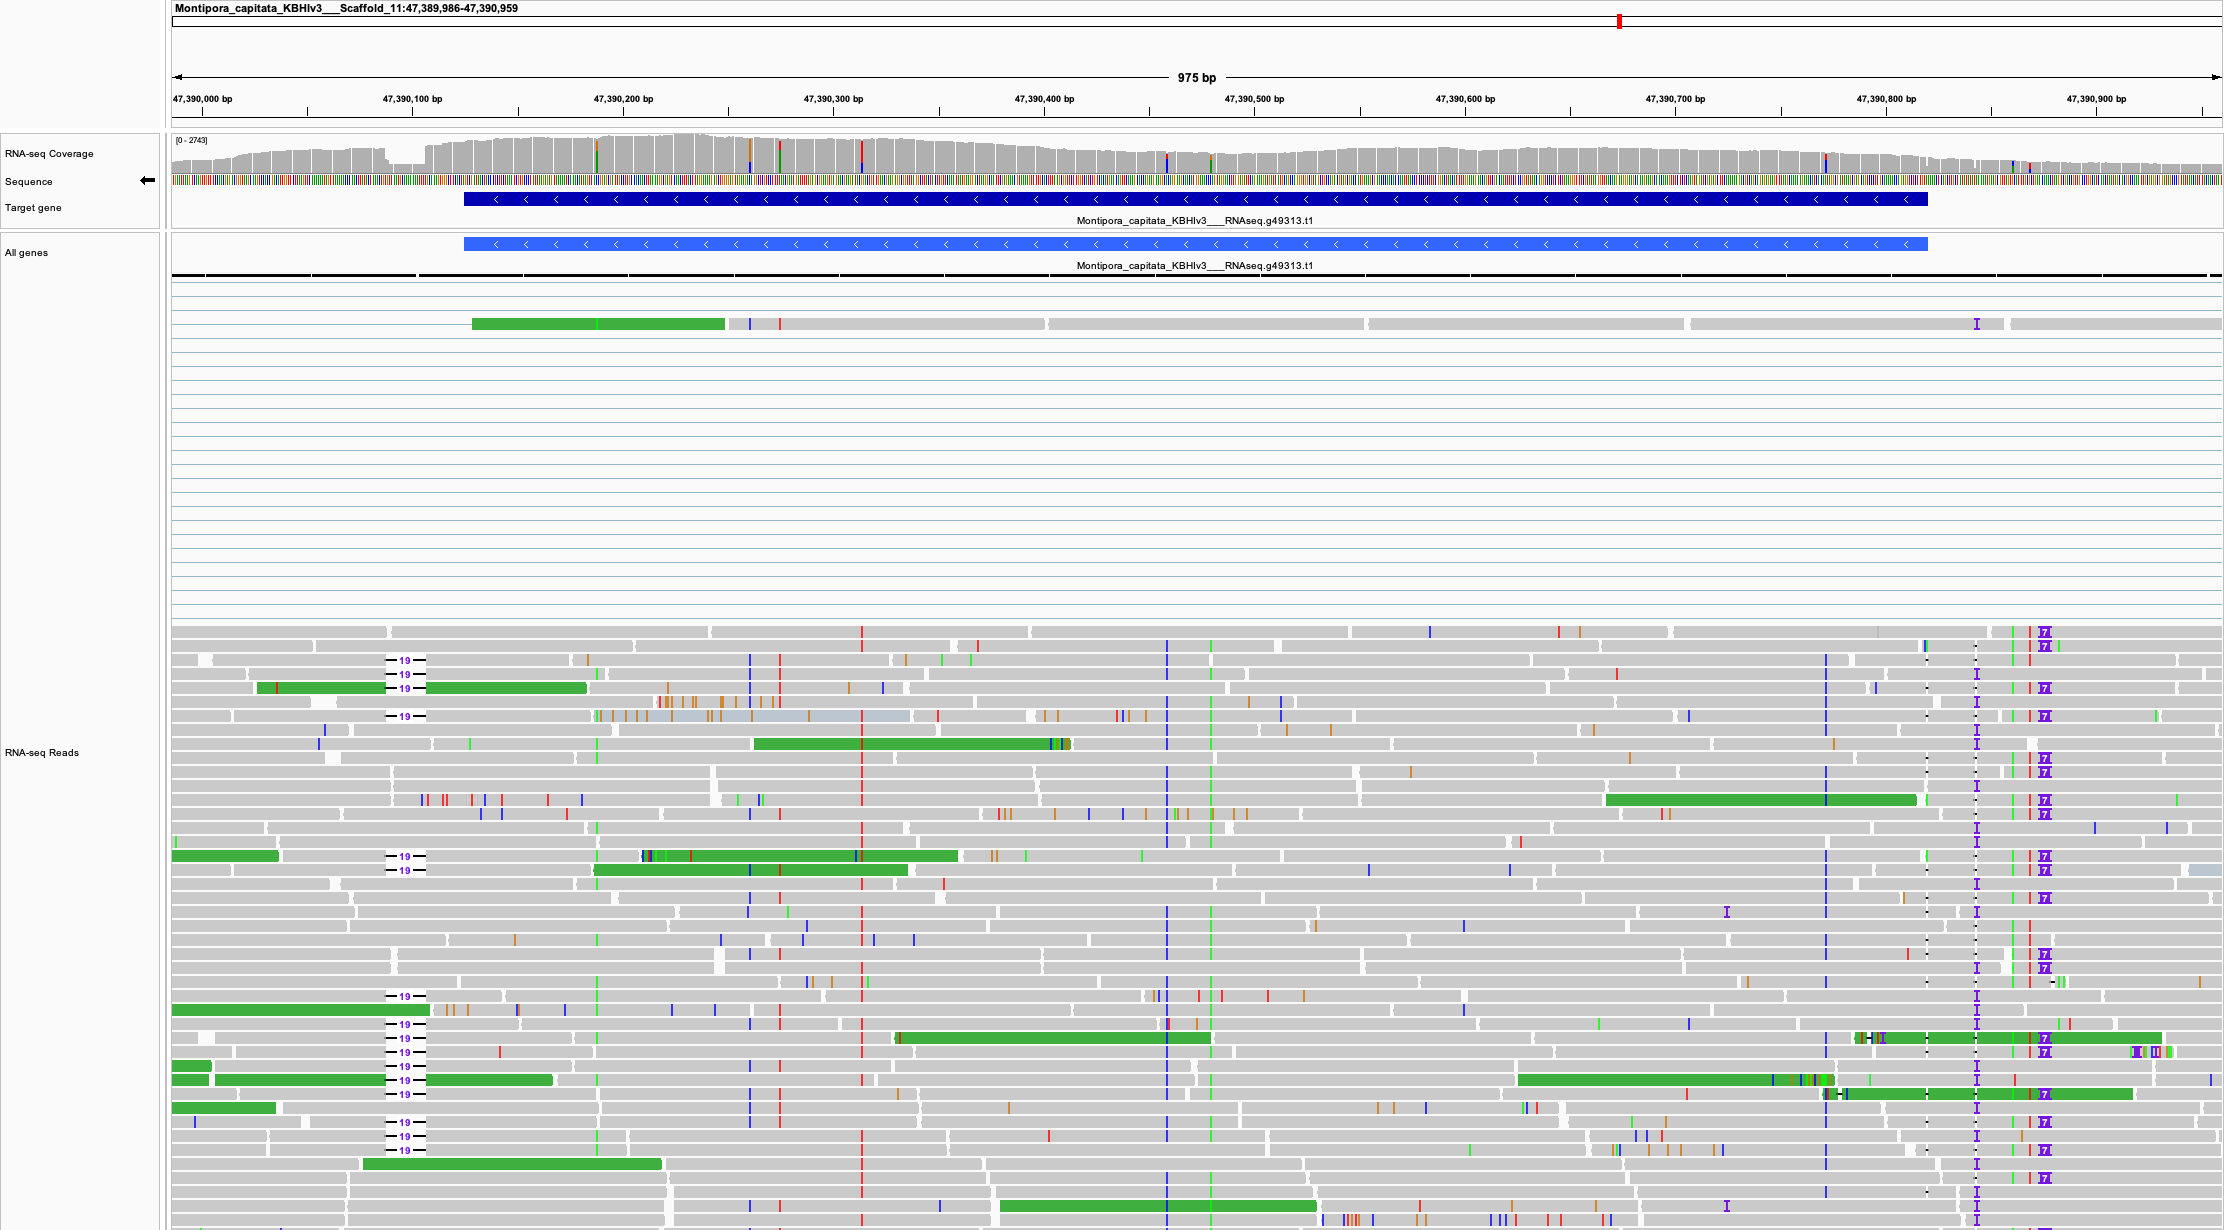 Montipora_capitata_KBHIv3___Scaffold_11:47,389,986-47,390,959
975 bp
47,390,000 bp 47,390,100 bp 47,390,200 bp 47,390,300 bp 47,390,400 bp 47,390,500 bp 47,390,600 bp 47,390,700 bp 47,390,800 bp 47,390,900 bp
[0 - 2743]
RNA-seq Coverage
Sequence
Target gene
Montipora_capitata_KBHIv3___RNAseq.g49313.t1
All genes
Montipora_capitata_KBHIv3___RNAseq.g49313.t1
RNA-seq Reads
7
7
19
19
19 7
19 7
7
7
7
7
19 7
19 7
7
7
19
19
19 7
19 7
19
19
19 7
19 7
19
19 7
7